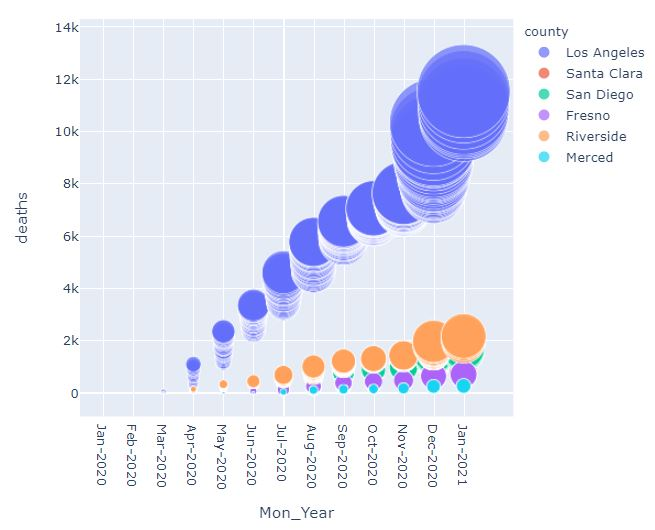 14k
12k
10k
8k
6k
4k
2k
0
deaths
Jan-2020
Feb-2020
Mar-2020
Apr-2020
May-2020
Jun-2020
Jul-2020
Aug-2020
Sep-2020
Oct-2020
Nov-2020
Dec-2020
Jan-2021
Mon_Year
county
Los Angeles
Santa Clara
San Diego
Fresno
Riverside
Merced